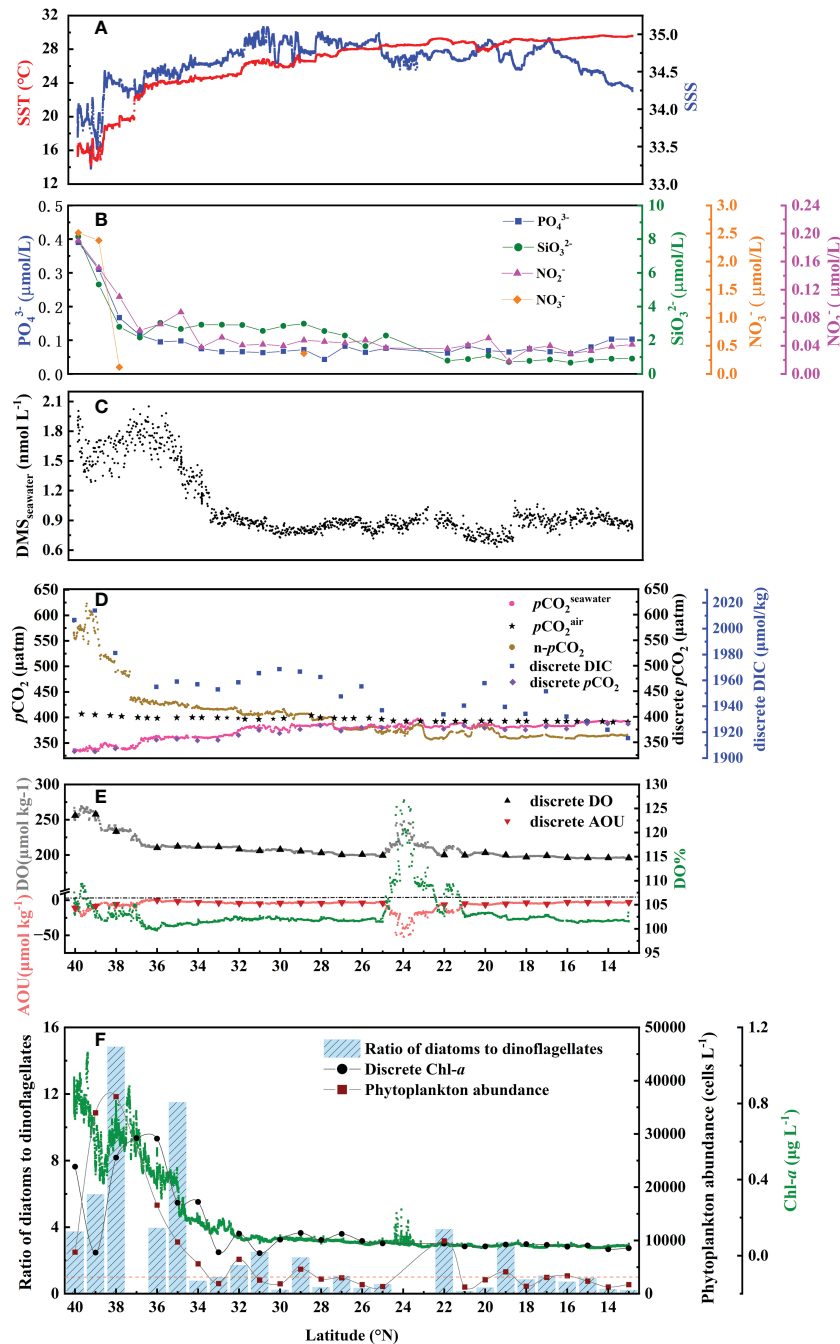 A
32
28
24
20
16
12
SST (°C)
35.0
34.5
34.0
33.5
33.0
SSS
B
0.5
0.4
0.3
0.2
0.1
0.0
PO₄³⁻ (μmol/L)
PO₄³⁻
SiO₃²⁻
NO₂⁻
NO₃⁻
10
8
6
4
2
0
SiO₃²⁻ (μmol/L)
3.0
2.5
2.0
1.5
1.0
0.5
0.0
NO₃⁻ ( μmol/L)
0.24
0.20
0.16
0.12
0.08
0.04
0.00
NO₂⁻ ( μmol/L)
C
2.1
1.8
1.5
1.2
0.9
0.6
DMSseawater (nmol L⁻¹)
D
650
600
550
500
450
400
350
pCO₂ (μatm)
pCO₂ seawater
pCO₂ air
n-pCO₂
discrete DIC
discrete pCO₂
650
600
550
500
450
400
350
discrete pCO₂ (μatm)
2020
2000
1980
1960
1940
1920
1900
discrete DIC (μmol/kg)
E
300
250
200
0
−50
AOU(μmol kg⁻¹) DO(μmol kg-1)
discrete DO
discrete AOU
130
125
120
115
110
105
100
95
DO%
40 38 36 34 32 30 28 26 24 22 20 18 16 14
F
16
12
8
4
0
Ratio of diatoms to dinoflagellates
Ratio of diatoms to dinoflagellates
Discrete Chl-a
Phytoplankton abundance
50000
40000
30000
20000
10000
0
Phytoplankton abundance (cells L⁻¹)
1.2
0.8
0.4
0.0
Chl-a (μg L⁻¹)
40 38 36 34 32 30 28 26 24 22 20 18 16 14
Latitude (°N)